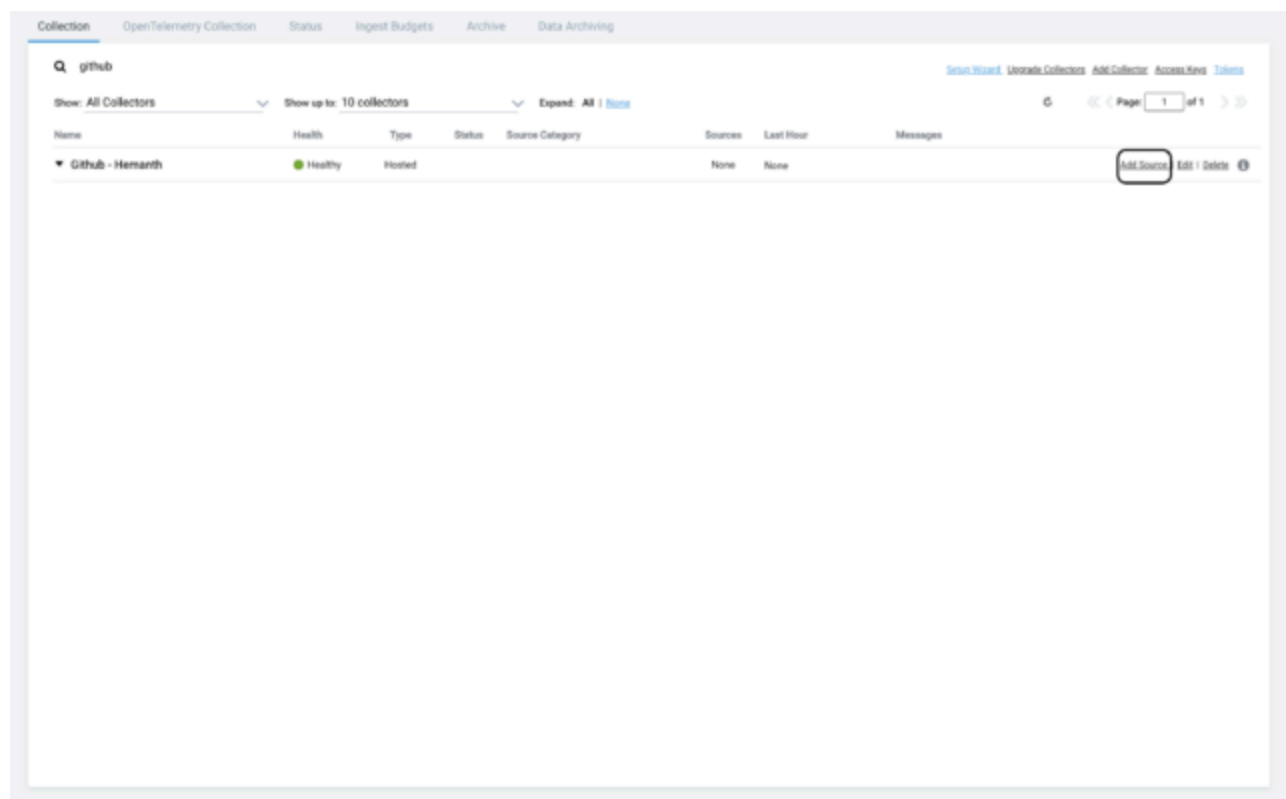 Collection OpenTelemetry Collection Status Ingest Budgets Archive Data Archiving
github
Setup Wizard Upgrade Collectors Add Collector Access Keys Tokens
Show: All Collectors Show up to: 10 collectors Expand: All | None Page: 1 of 1
Name Health Type Status Source Category Sources Last Hour Messages
Github - Hemanth Healthy Hosted None None Add Source | Edit | Delete